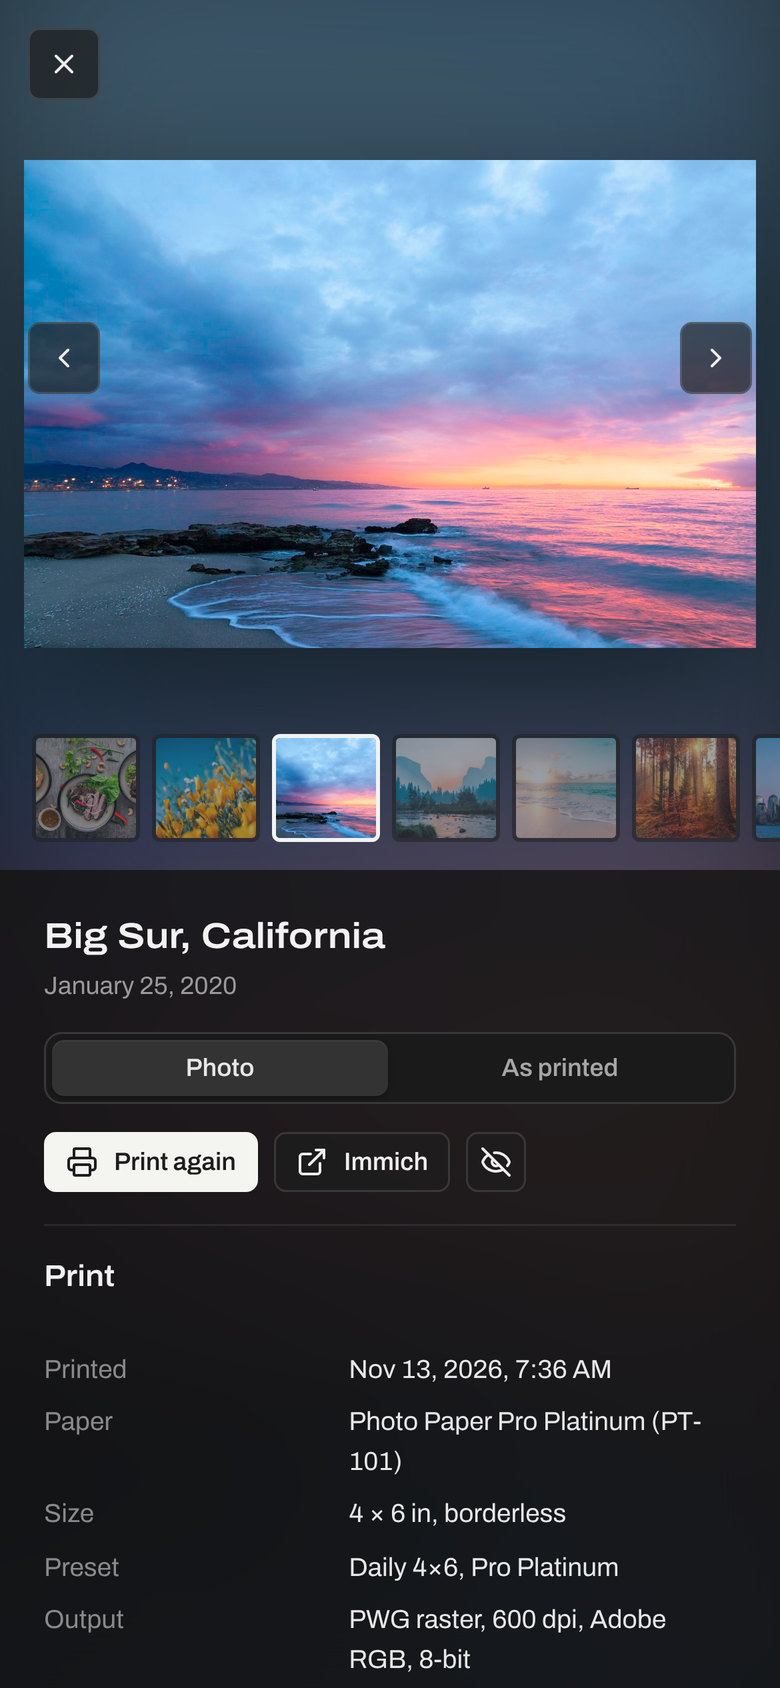 Big Sur, California
January 25, 2020
Photo
As printed
Print again
Immich
Print
Printed
Nov 13, 2026, 7:36 AM
Paper
Photo Paper Pro Platinum (PT-
101)
Size
4 × 6 in, borderless
Preset
Daily 4×6, Pro Platinum
Output
PWG raster, 600 dpi, Adobe
RGB, 8-bit